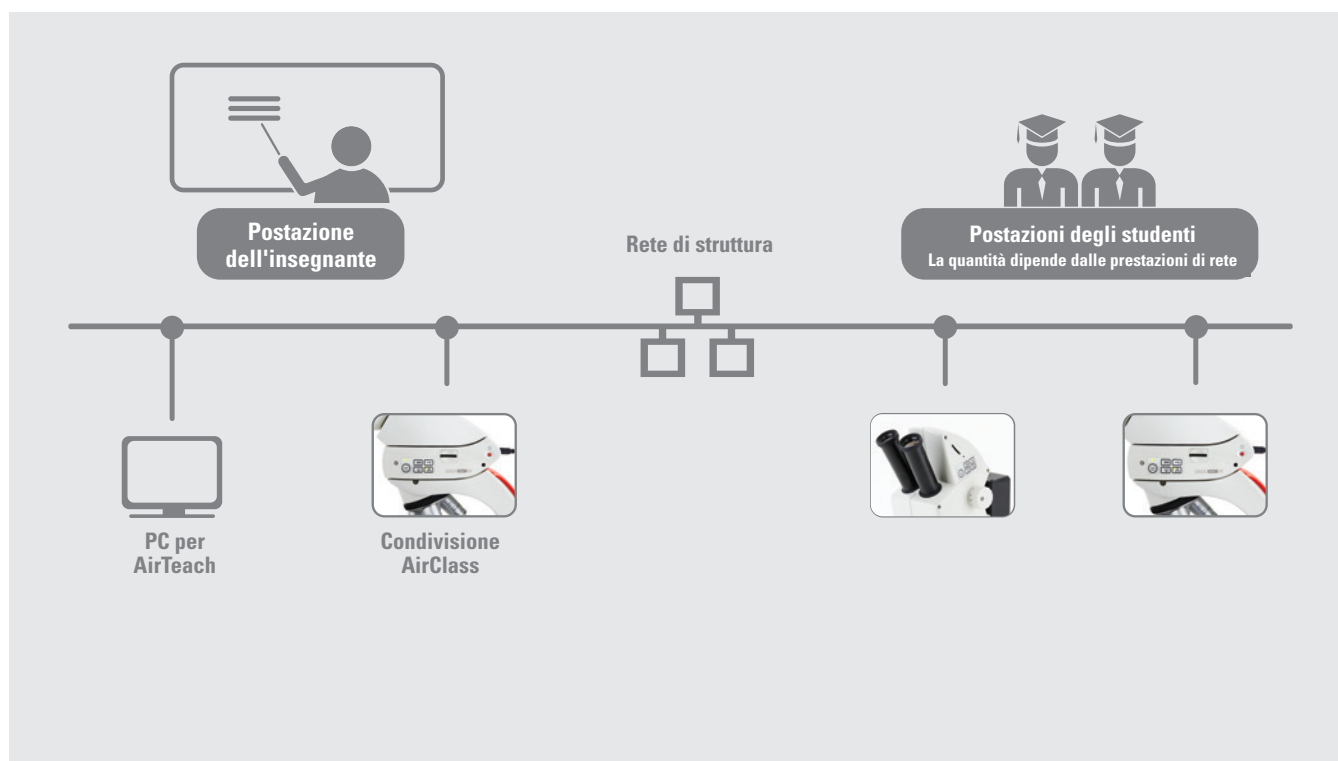 Postazione
dell'insegnante
Rete di struttura
Postazioni degli studenti
La quantità dipende dalle prestazioni di rete
PC per
AirTeach
Condivisione
AirClass